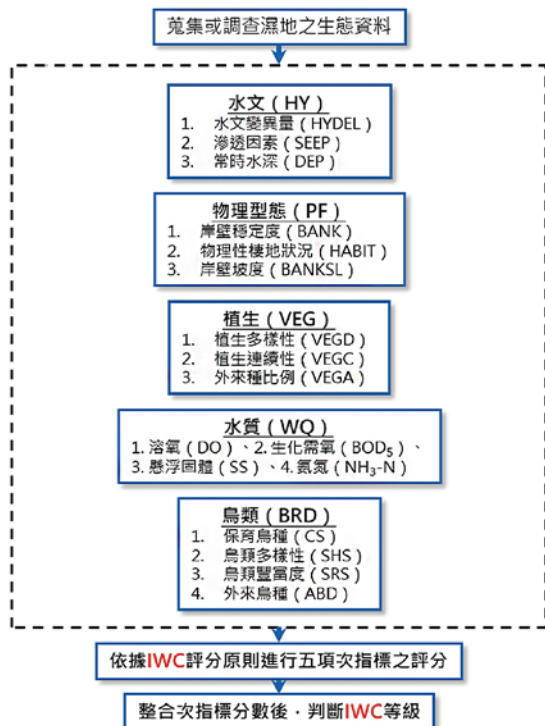 蒐集或調查濕地之生態資料
水文(HY)
1. 水文變異量(HYDEL)
2. 滲透因素(SEEP)
3. 常時水深(DEP)
物理型態(PF)
1. 岸壁穩定度(BANK)
2. 物理性棲地狀況(HABIT)
3. 岸壁坡度(BANKSL)
植生(VEG)
1. 植生多樣性(VEGD)
2. 植生連續性(VEGC)
3. 外來種比例(VEGA)
水質(WQ)
1.溶氧(DO)、2.生化需氧(BOD₅)、
3.懸浮固體(SS)、4.氨氮(NH₃-N)
鳥類(BRD)
1. 保育鳥種(CS)
2. 鳥類多樣性(SHS)
3. 鳥類豐富度(SRS)
4. 外來鳥種(ABD)
依據IWC評分原則進行五項次指標之評分
整合次指標分數後，判斷IWC等級